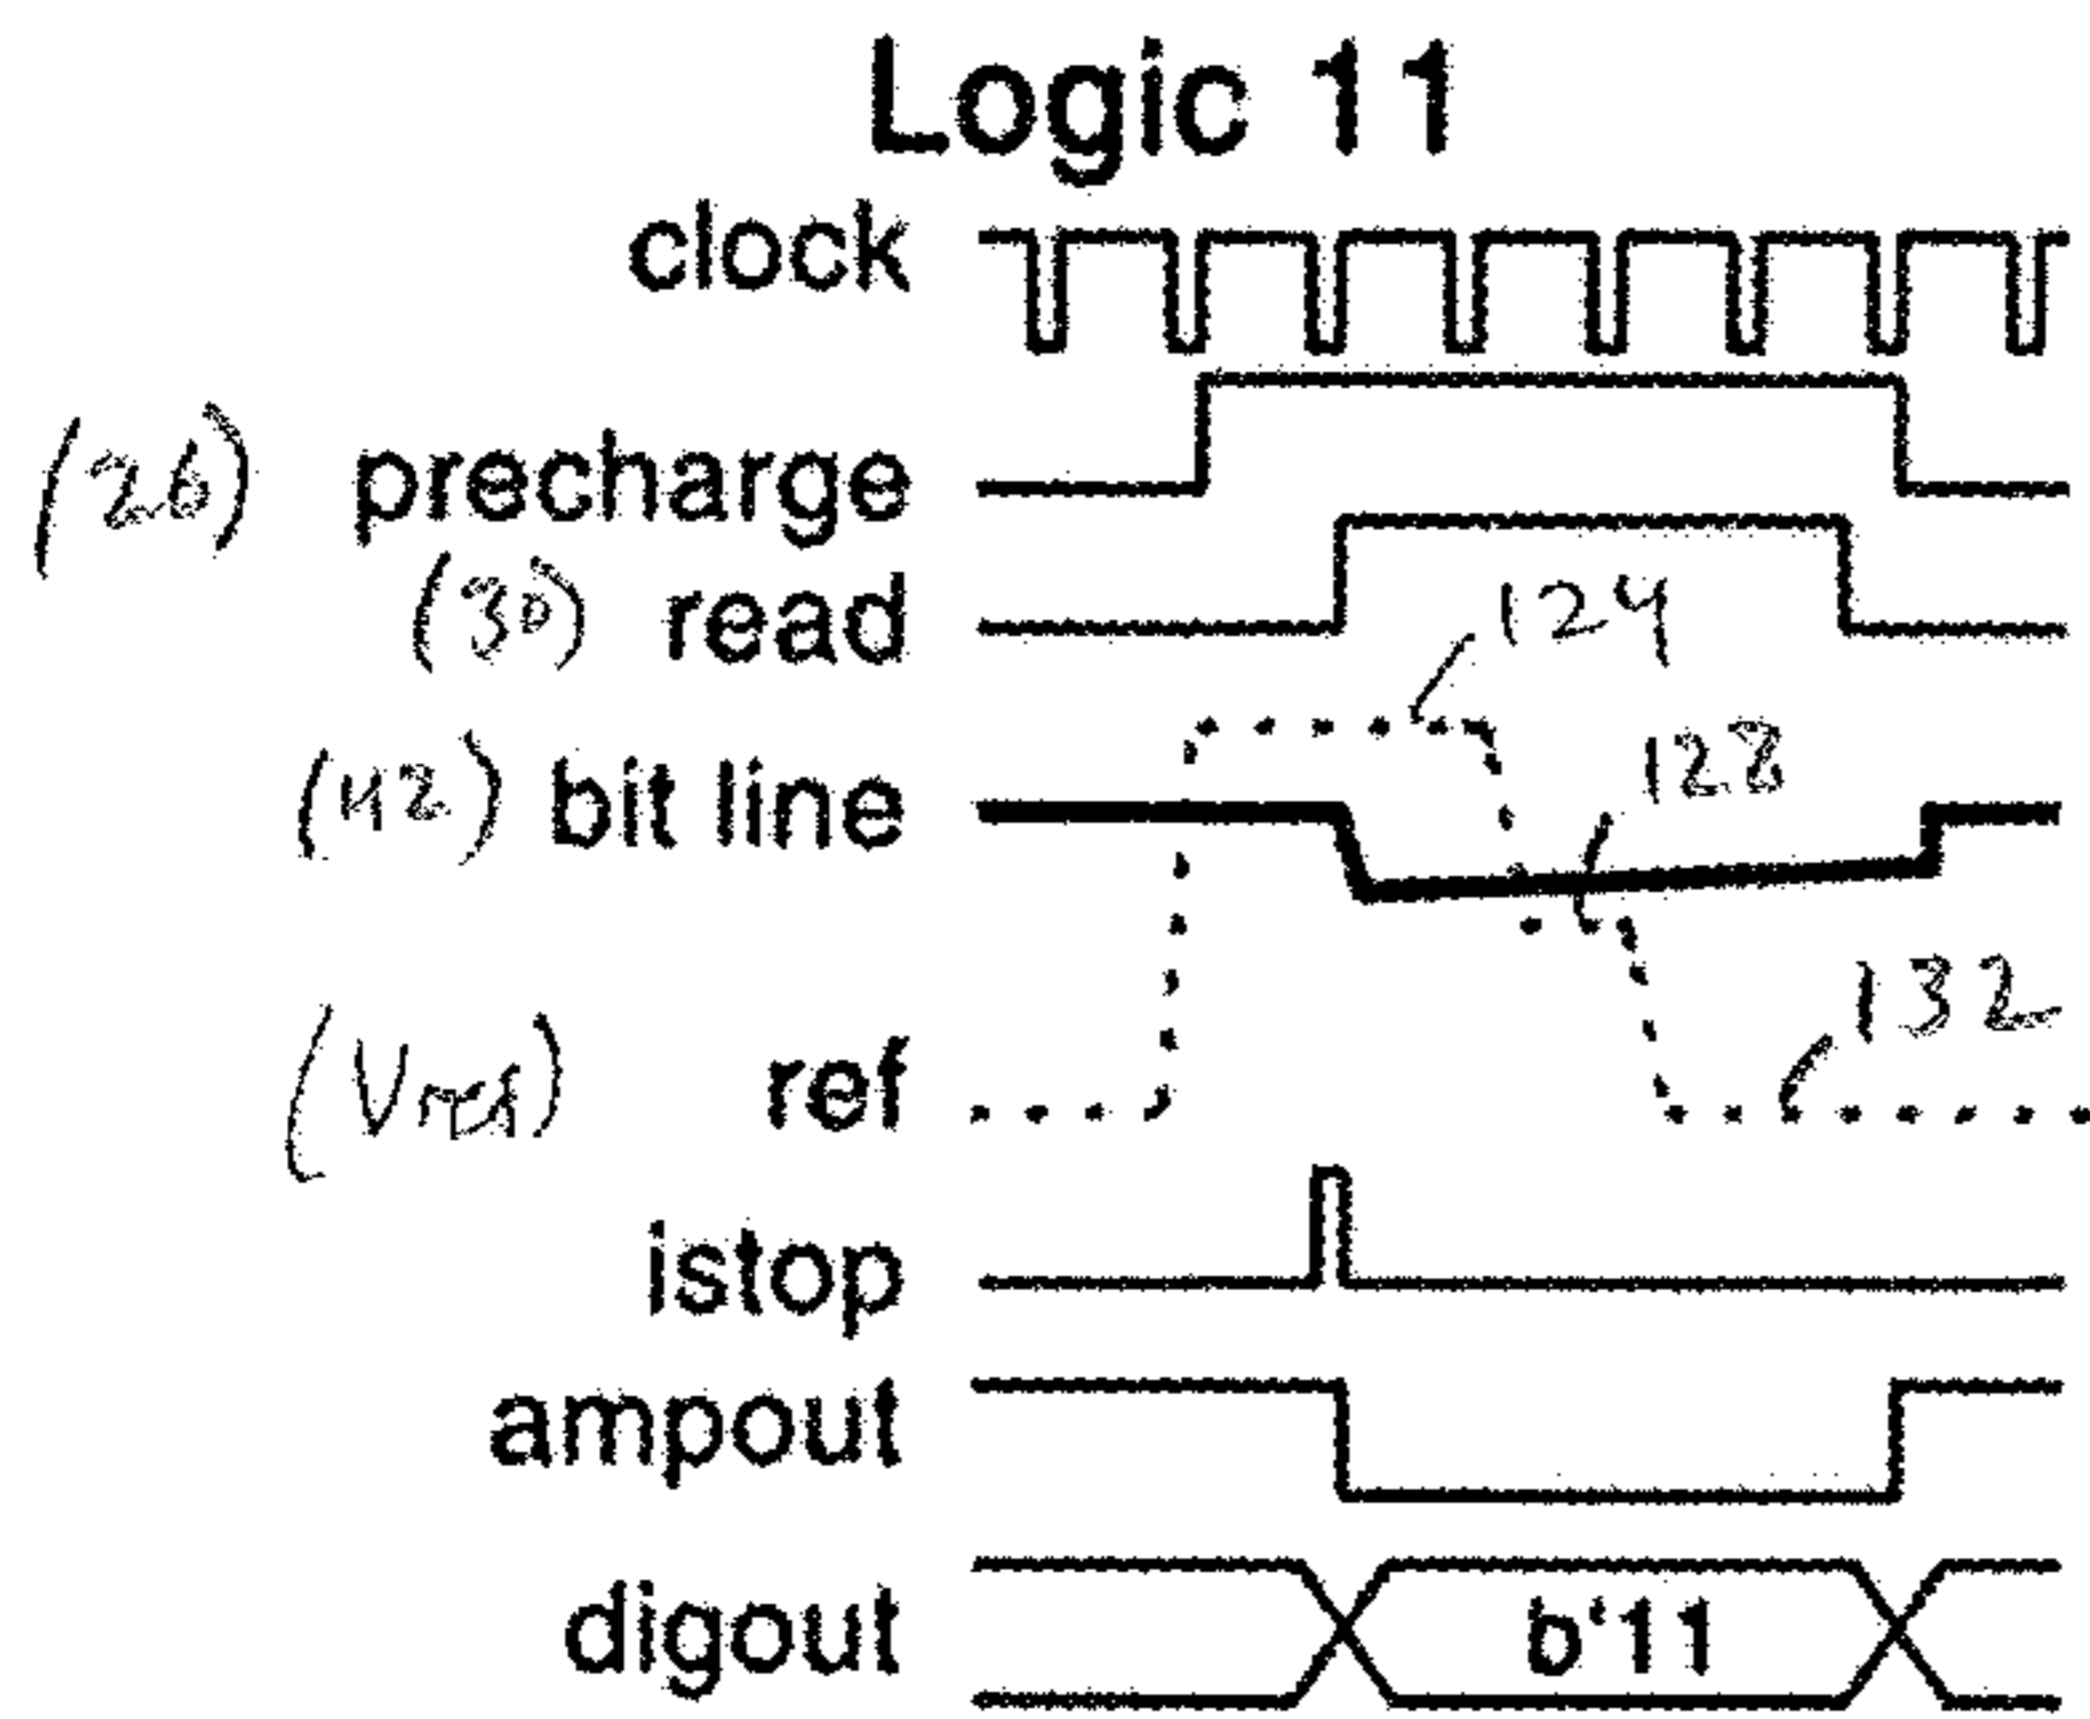 Logic 11
clock
(26) precharge
(30) read
124
(42) bit line
128
132
(Vref) ref
istop
ampout
digout b'11